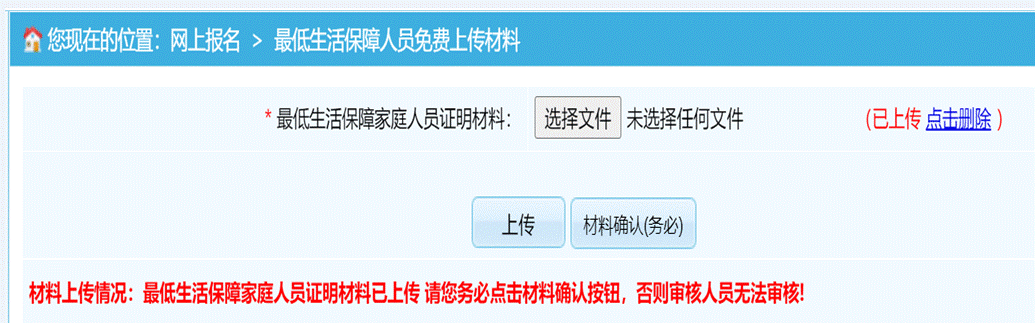 您现在的位置：网上报名 > 最低生活保障人员免费上传材料
* 最低生活保障家庭人员证明材料： 选择文件 未选择任何文件 (已上传 点击删除 )
上传 材料确认(务必)
材料上传情况：最低生活保障家庭人员证明材料已上传 请您务必点击材料确认按钮，否则审核人员无法审核!